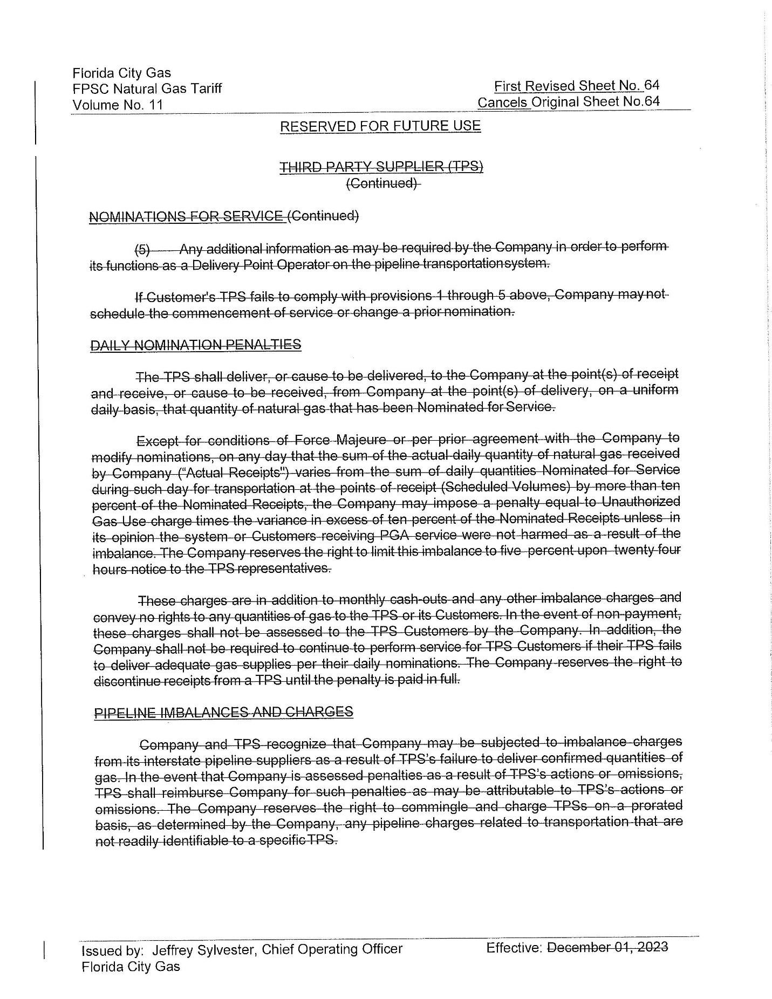 Florida City Gas
FPSC Natural Gas Tariff
Volume No. 11
First Revised Sheet No. 64
Cancels Original Sheet No.64
RESERVED FOR FUTURE USE
THIRD PARTY SUPPLIER (TPS)
(Continued)
NOMINATIONS FOR SERVICE (Continued)
(5) Any additional information as may be required by the Company in order to perform
its functions as a Delivery Point Operator on the pipeline transportation system.
If Customer's TPS fails to comply with provisions 1 through 5 above, Company may not
schedule the commencement of service or change a prior nomination.
DAILY NOMINATION PENALTIES
The TPS shall deliver, or cause to be delivered, to the Company at the point(s) of receipt
and receive, or cause to be received, from Company at the point(s) of delivery, on a uniform
daily basis, that quantity of natural gas that has been Nominated for Service.
Except for conditions of Force Majeure or per prior agreement with the Company to
modify nominations, on any day that the sum of the actual daily quantity of natural gas received
by Company ("Actual Receipts") varies from the sum of daily quantities Nominated for Service
during such day for transportation at the points of receipt (Scheduled Volumes) by more than ten
percent of the Nominated Receipts, the Company may impose a penalty equal to Unauthorized
Gas Use charge times the variance in excess of ten percent of the Nominated Receipts unless in
its opinion the system or Customers receiving PGA service were not harmed as a result of the
imbalance. The Company reserves the right to limit this imbalance to five percent upon twenty four
hours notice to the TPS representatives.
These charges are in addition to monthly cash-outs and any other imbalance charges and
convey no rights to any quantities of gas to the TPS or its Customers. In the event of non-payment,
these charges shall not be assessed to the TPS Customers by the Company. In addition, the
Company shall not be required to continue to perform service for TPS Customers if their TPS fails
to deliver adequate gas supplies per their daily nominations. The Company reserves the right to
discontinue receipts from a TPS until the penalty is paid in full.
PIPELINE IMBALANCES AND CHARGES
Company and TPS recognize that Company may be subjected to imbalance charges
from its interstate pipeline suppliers as a result of TPS's failure to deliver confirmed quantities of
gas. In the event that Company is assessed penalties as a result of TPS's actions or omissions,
TPS shall reimburse Company for such penalties as may be attributable to TPS's actions or
omissions. The Company reserves the right to commingle and charge TPSs on a prorated
basis, as determined by the Company, any pipeline charges related to transportation that are
not readily identifiable to a specific TPS.
Issued by: Jeffrey Sylvester, Chief Operating Officer
Florida City Gas
Effective: December 01, 2023